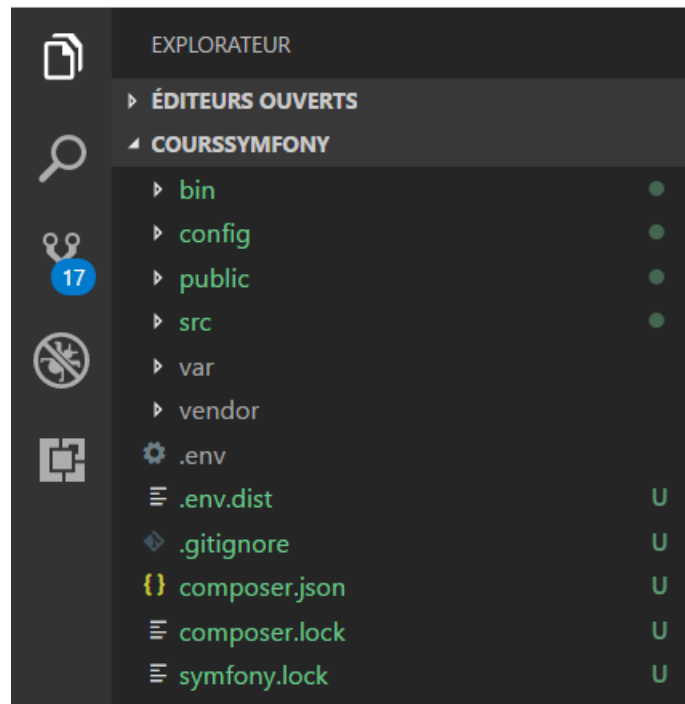 EXPLORATEUR
ÉDITEURS OUVERTS
COURSSYMFONY
bin
config
17
public
src
var
vendor
.env
.env.dist U
.gitignore U
{} composer.json U
composer.lock U
symfony.lock U